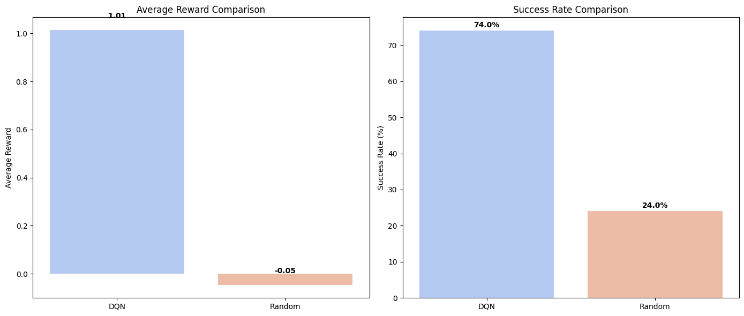 Average Reward Comparison
1.01
1.0
0.8
0.6
0.4
0.2
0.0
Average Reward
-0.05
DQN
Random
Success Rate Comparison
74.0%
70
60
50
40
30
20
10
0
Success Rate (%)
24.0%
DQN
Random